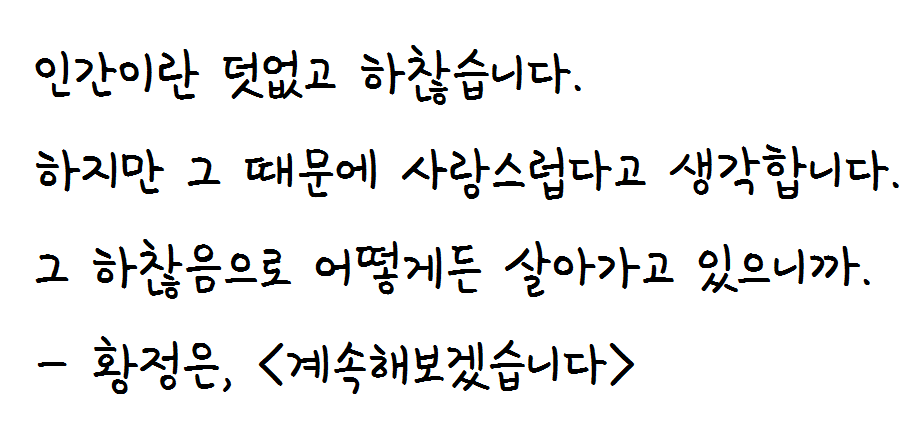 인간이란 덧없고 하찮습니다.
하지만 그 때문에 사랑스럽다고 생각합니다.
그 하찮음으로 어떻게든 살아가고 있으니까.
- 황정은, <계속해보겠습니다>